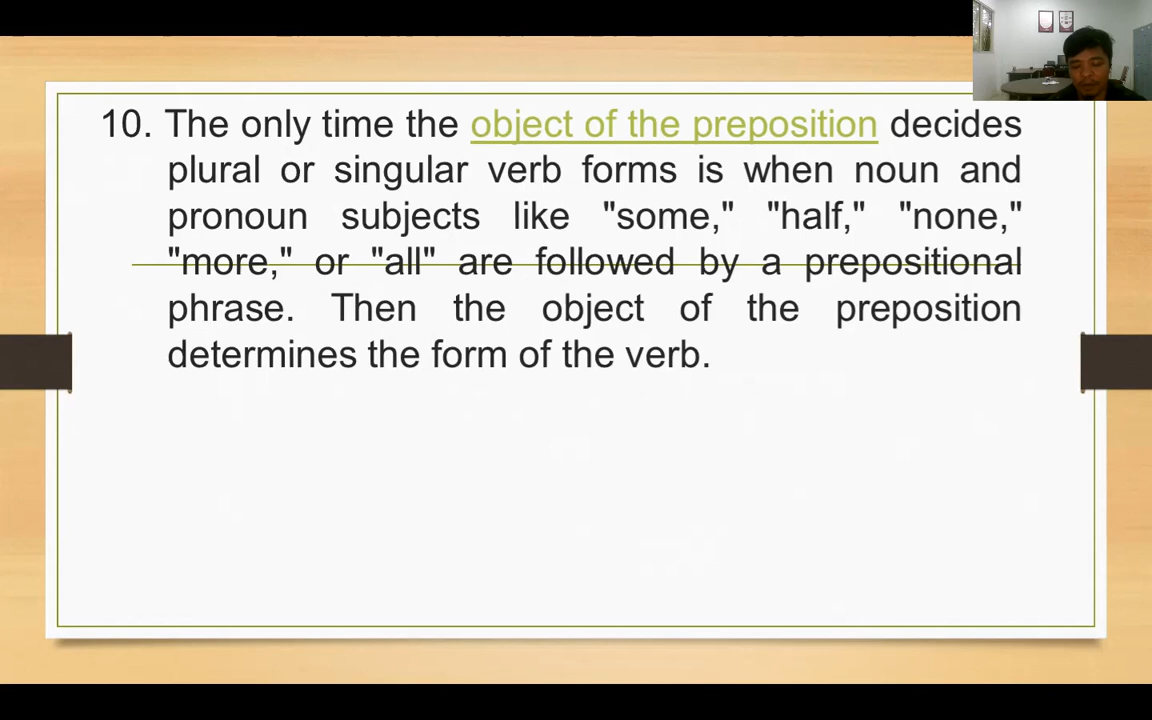 10. The only time the object of the preposition decides
plural or singular verb forms is when noun and
pronoun subjects like "some," "half," "none,"
"more," or "all" are followed by a prepositional
phrase. Then the object of the preposition
determines the form of the verb.